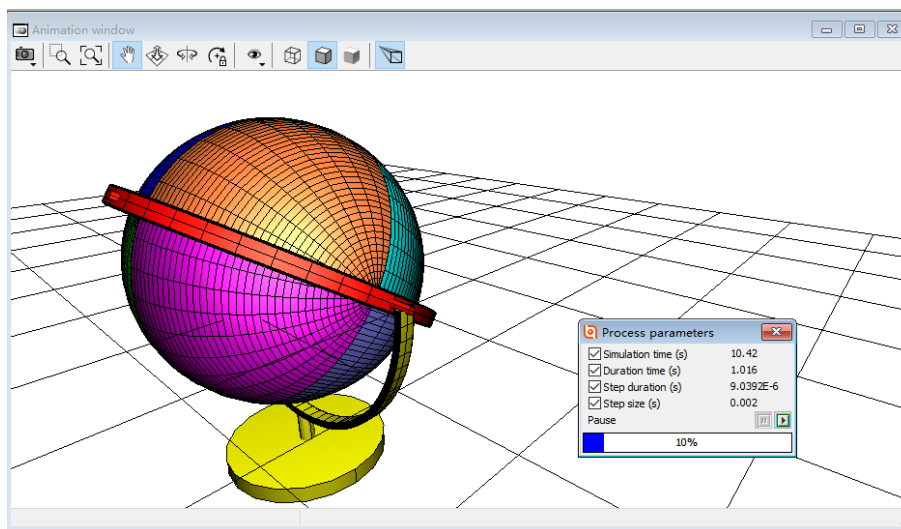 Animation window
Process parameters
Simulation time (s) 10.42
Duration time (s) 1.016
Step duration (s) 9.0392E-6
Step size (s) 0.002
Pause
10%